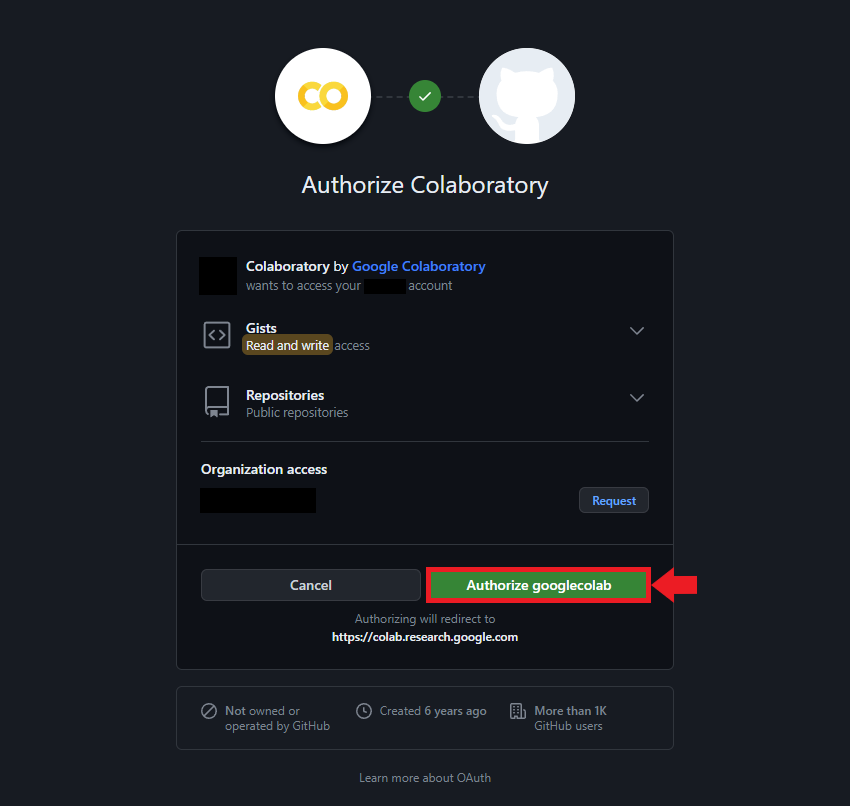 Authorize Colaboratory
Colaboratory by Google Colaboratory
wants to access your account
Gists
Read and write access
Repositories
Public repositories
Organization access
Request
Cancel
Authorize googlecolab
Authorizing will redirect to
https://colab.research.google.com
Not owned or
operated by GitHub
Created 6 years ago
More than 1K
GitHub users
Learn more about OAuth